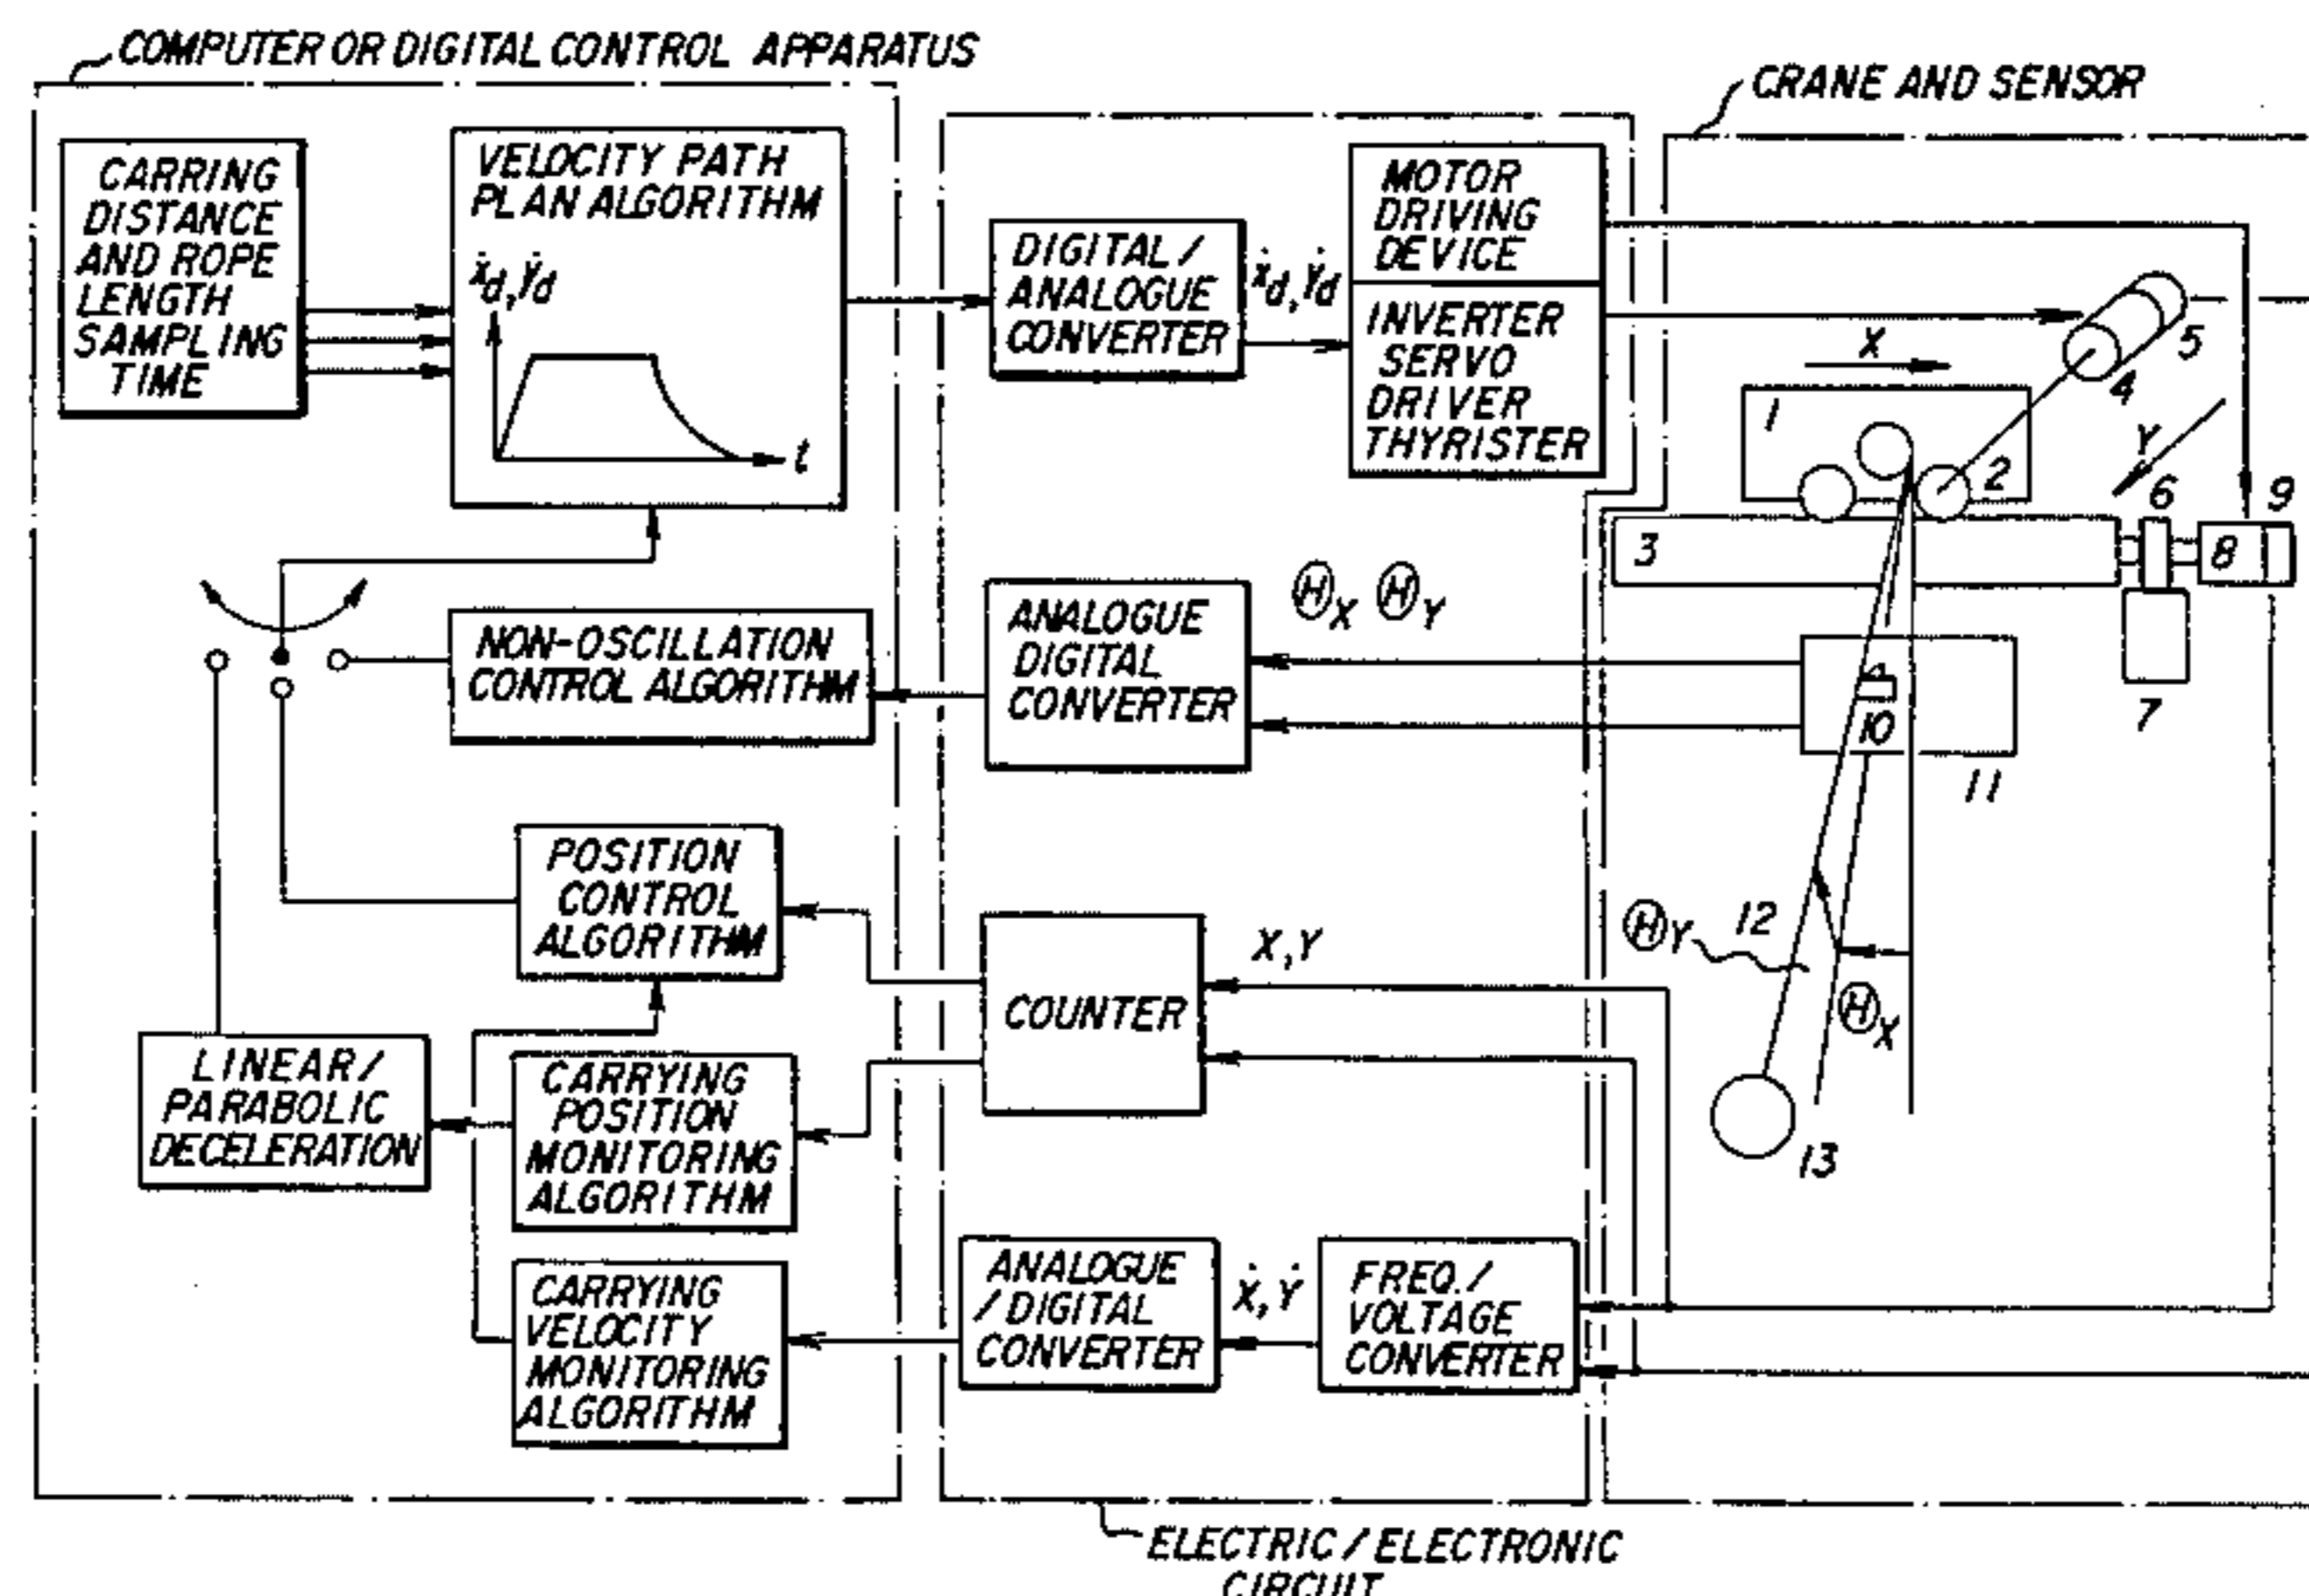 COMPUTER OR DIGITAL CONTROL APPARATUS
CRANE AND SENSOR
CARRING
DISTANCE
AND ROPE
LENGTH
SAMPLING
TIME
VELOCITY PATH
PLAN ALGORITHM
Ẋd, Ẏd
t
DIGITAL/
ANALOGUE
CONVERTER
Ẋd, Ẏd
MOTOR
DRIVING
DEVICE
INVERTER
SERVO
DRIVER
THYRISTER
X
Y
1
2
3
4
5
6
7
8
9
NON-OSCILLATION
CONTROL ALGORITHM
ANALOGUE
DIGITAL
CONVERTER
ⒽX ⒽY
10
11
POSITION
CONTROL
ALGORITHM
COUNTER
X, Y
ⒽY
12
ⒽX
13
LINEAR/
PARABOLIC
DECELERATION
CARRYING
POSITION
MONITORING
ALGORITHM
CARRYING
VELOCITY
MONITORING
ALGORITHM
ANALOGUE
/DIGITAL
CONVERTER
Ẋ, Ẏ
FREQ./
VOLTAGE
CONVERTER
ELECTRIC/ELECTRONIC
CIRCUIT